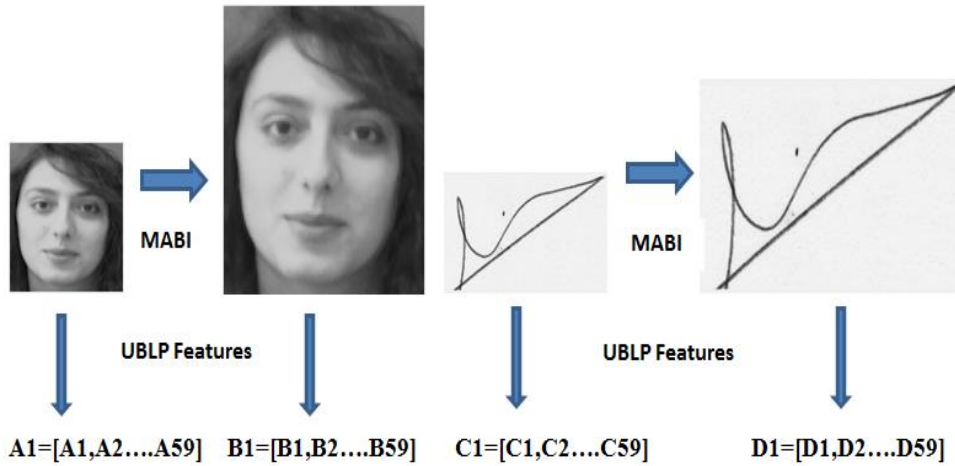 MABI
MABI
UBLP Features
UBLP Features
A1=[A1,A2....A59]
B1=[B1,B2....B59]
C1=[C1,C2....C59]
D1=[D1,D2....D59]